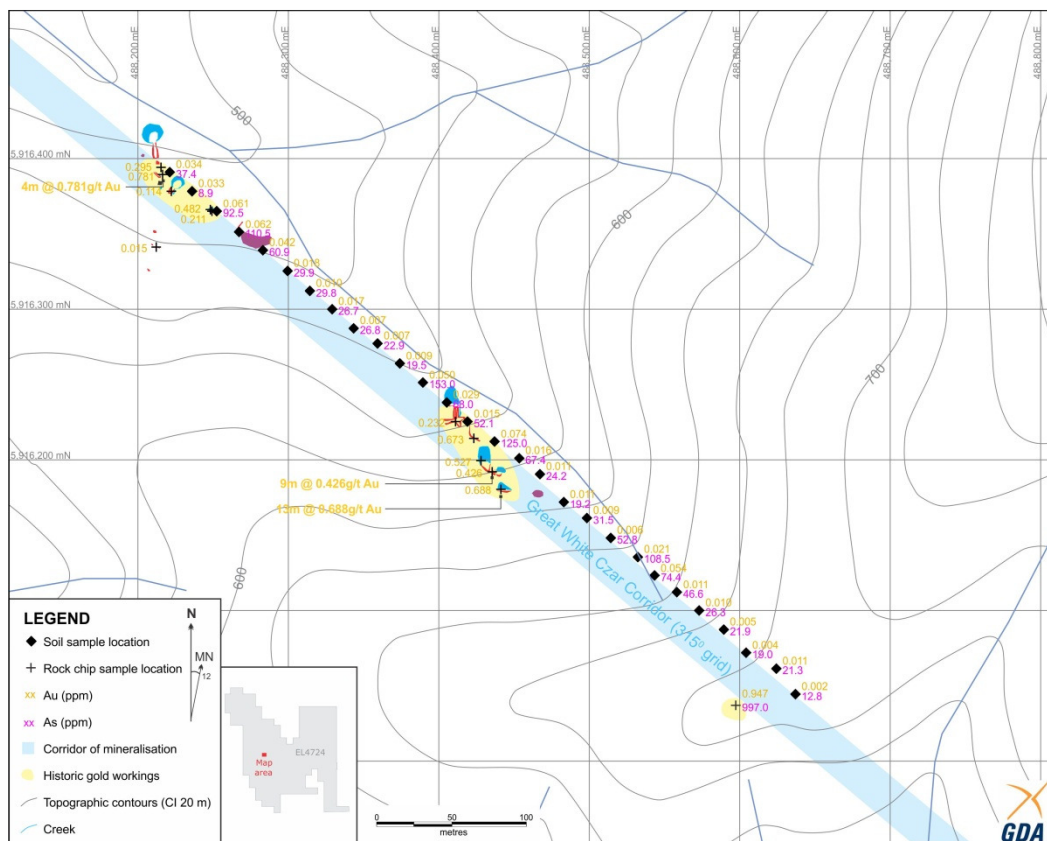 488,200 mE
488,300 mE
488,400 mE
488,500 mE
488,600 mE
488,700 mE
488,800 mE
5,916,400 mN
5,916,300 mN
5,916,200 mN
500
600
700
600
0.295
0.781
4m @ 0.781g/t Au
0.114
0.482
0.211
0.015
0.034
37.4
0.033
8.9
0.061
92.5
0.062
110.5
0.042
60.9
0.018
29.9
0.010
29.8
0.017
26.7
0.007
26.8
0.007
22.9
0.009
19.5
0.050
153.0
0.029
0.232
0.015
52.1
0.673
0.074
125.0
0.527
0.426
0.016
67.4
9m @ 0.426g/t Au
0.688
13m @ 0.688g/t Au
0.011
24.2
0.011
19.2
0.009
31.5
0.006
52.8
0.021
108.5
0.054
74.4
0.011
46.6
0.010
26.3
0.005
21.9
0.004
19.0
0.011
21.3
0.002
12.8
0.947
997.0
Great White Czar Corridor (315º grid)
LEGEND
Soil sample location
Rock chip sample location
xx Au (ppm)
xx As (ppm)
Corridor of mineralisation
Historic gold workings
Topographic contours (CI 20 m)
Creek
N
MN
12
EL4724
Map
area
0 50 100
metres
GDA